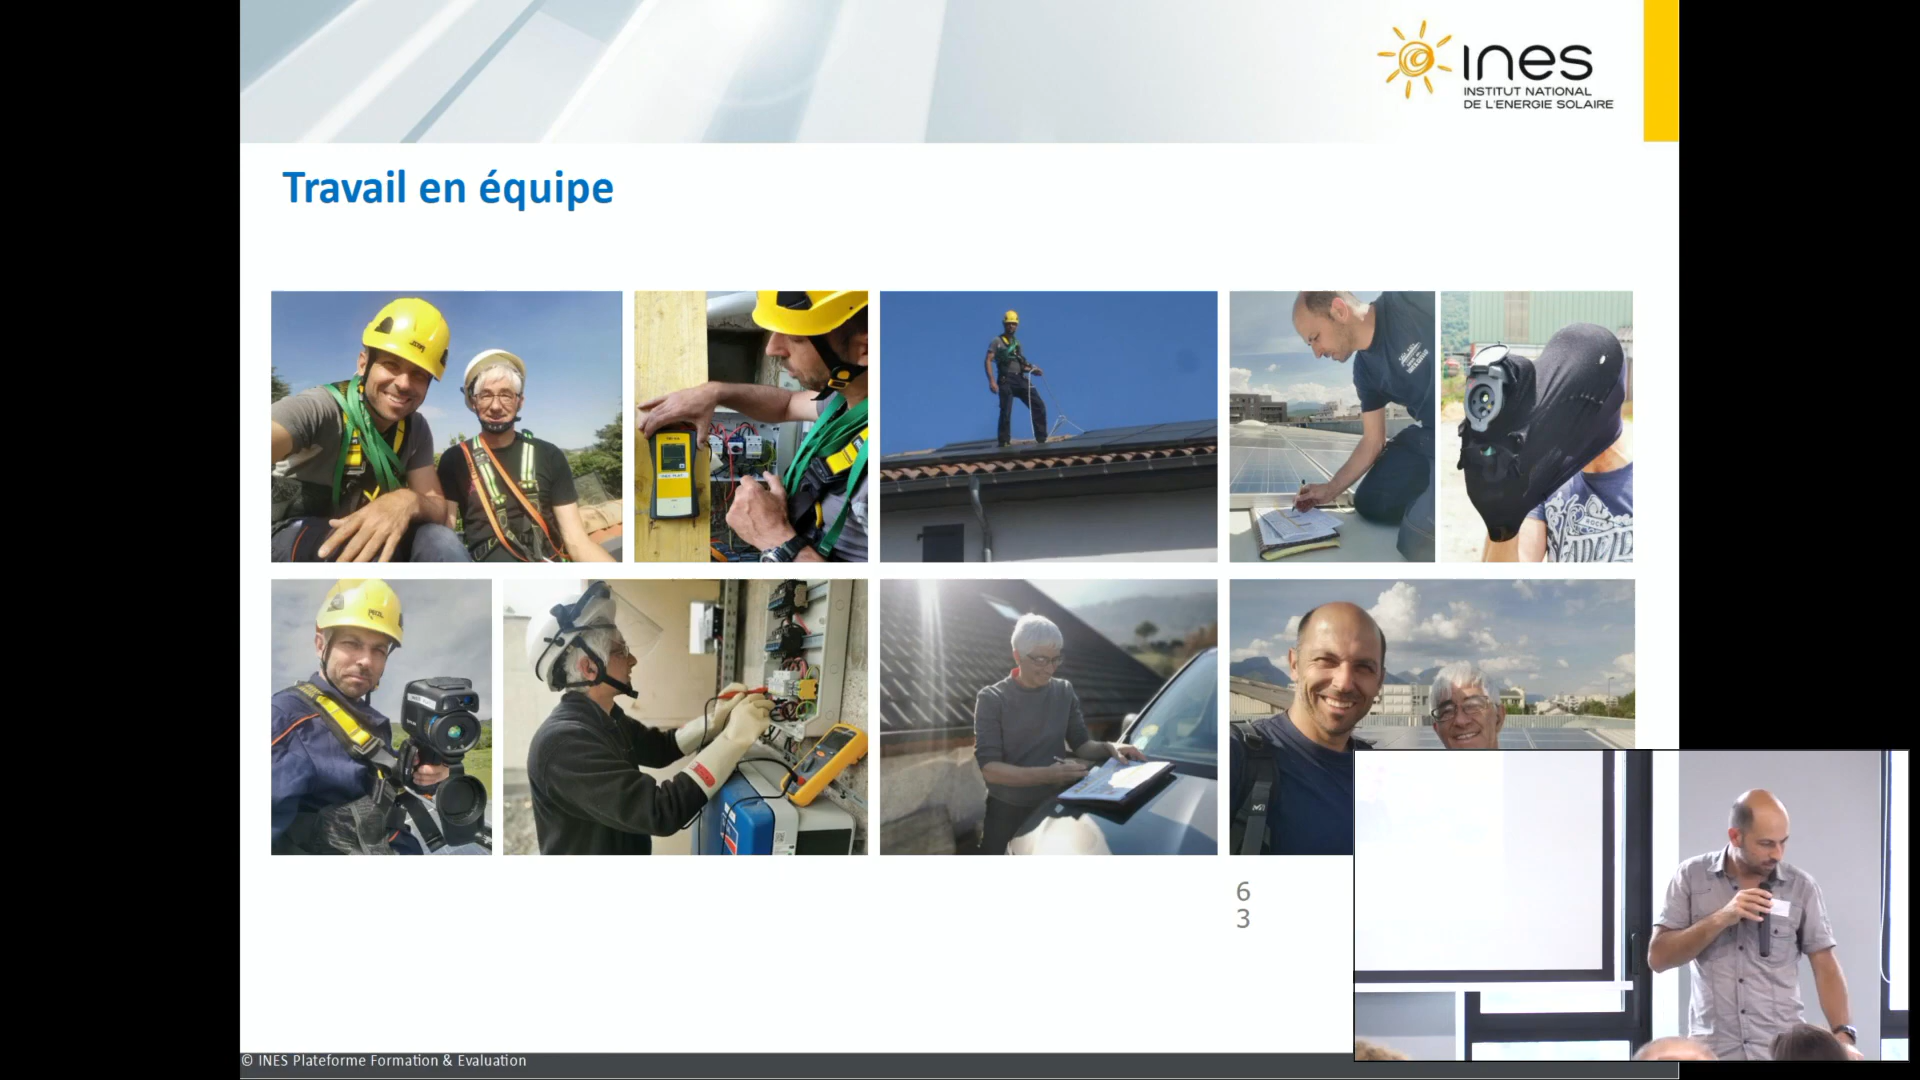 ines
INSTITUT NATIONAL
DE L'ENERGIE SOLAIRE
Travail en équipe
6
3
© INES Plateforme Formation & Evaluation